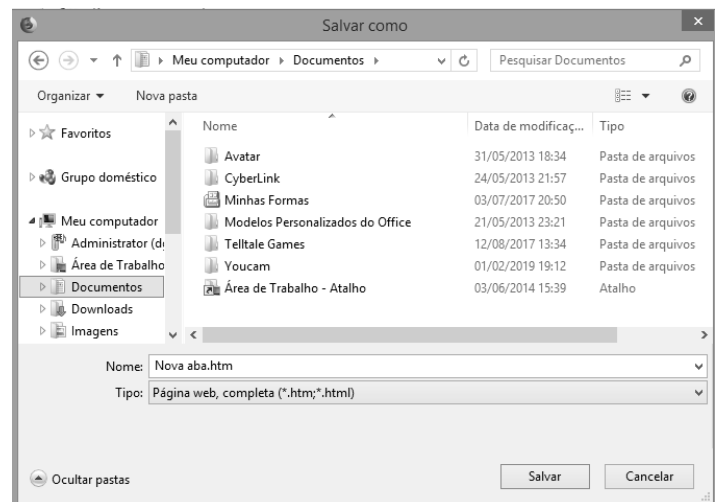 Salvar como
Meu computador Documentos Pesquisar Documentos
Organizar Nova pasta
Nome Data de modificaç... Tipo
Favoritos
Grupo doméstico
Meu computador
Administrator (d
Área de Trabalho
Documentos
Downloads
Imagens
Avatar 31/05/2013 18:34 Pasta de arquivos
CyberLink 24/05/2013 21:57 Pasta de arquivos
Minhas Formas 03/07/2017 20:50 Pasta de arquivos
Modelos Personalizados do Office 21/05/2013 23:21 Pasta de arquivos
Telltale Games 12/08/2017 13:34 Pasta de arquivos
Youcam 01/02/2019 19:12 Pasta de arquivos
Área de Trabalho - Atalho 03/06/2014 15:39 Atalho
Nome: Nova aba.htm
Tipo: Página web, completa (*.htm;*.html)
Ocultar pastas Salvar Cancelar